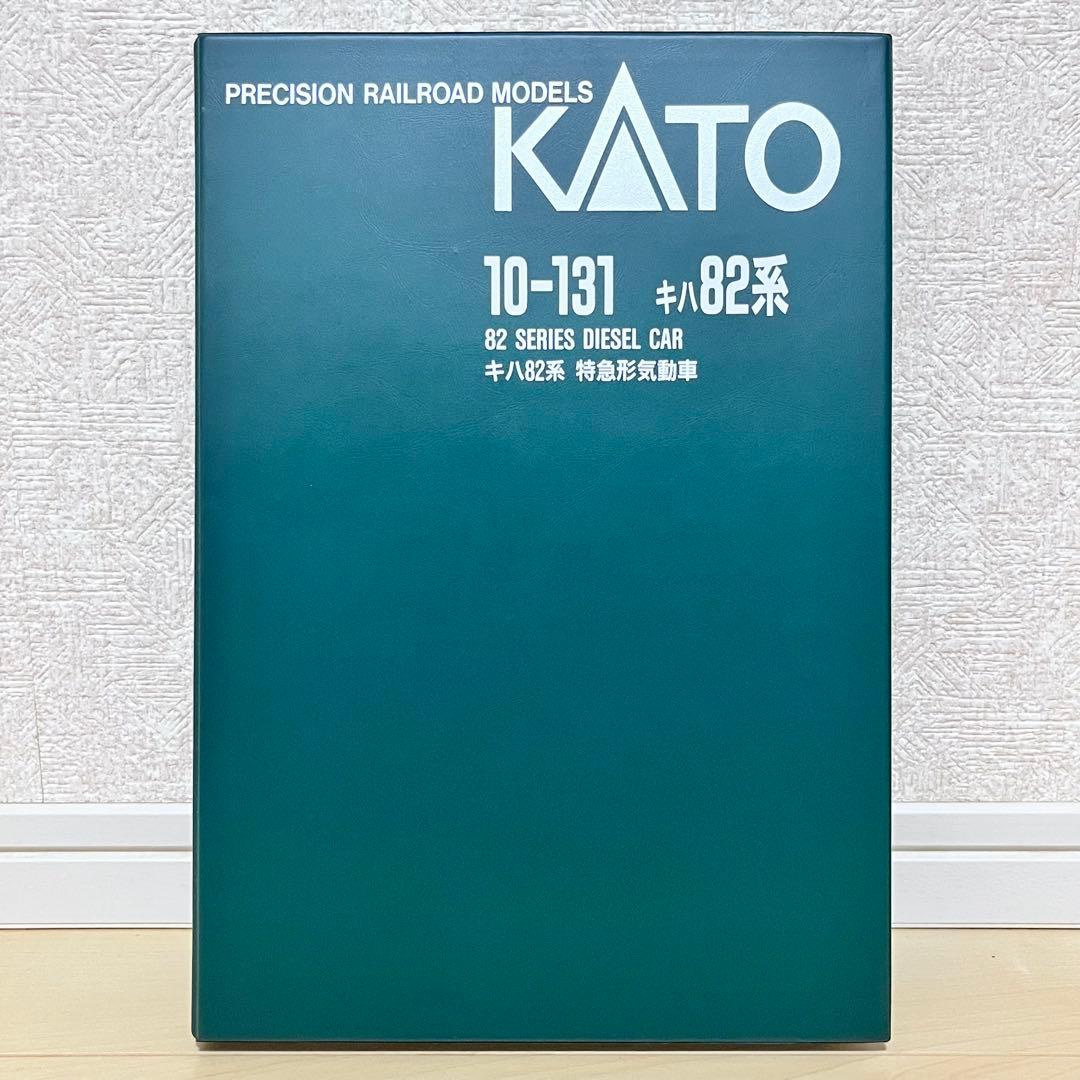 PRECISION RAILROAD MODELS
KATO
10-131 キハ82系
82 SERIES DIESEL CAR
キハ82系 特急形気動車